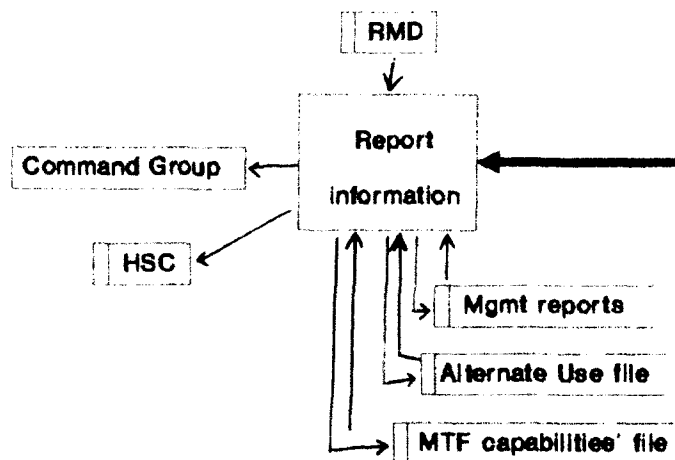 RMD
Report
information
Command Group
HSC
Mgmt reports
Alternate Use file
MTF capabilities' file